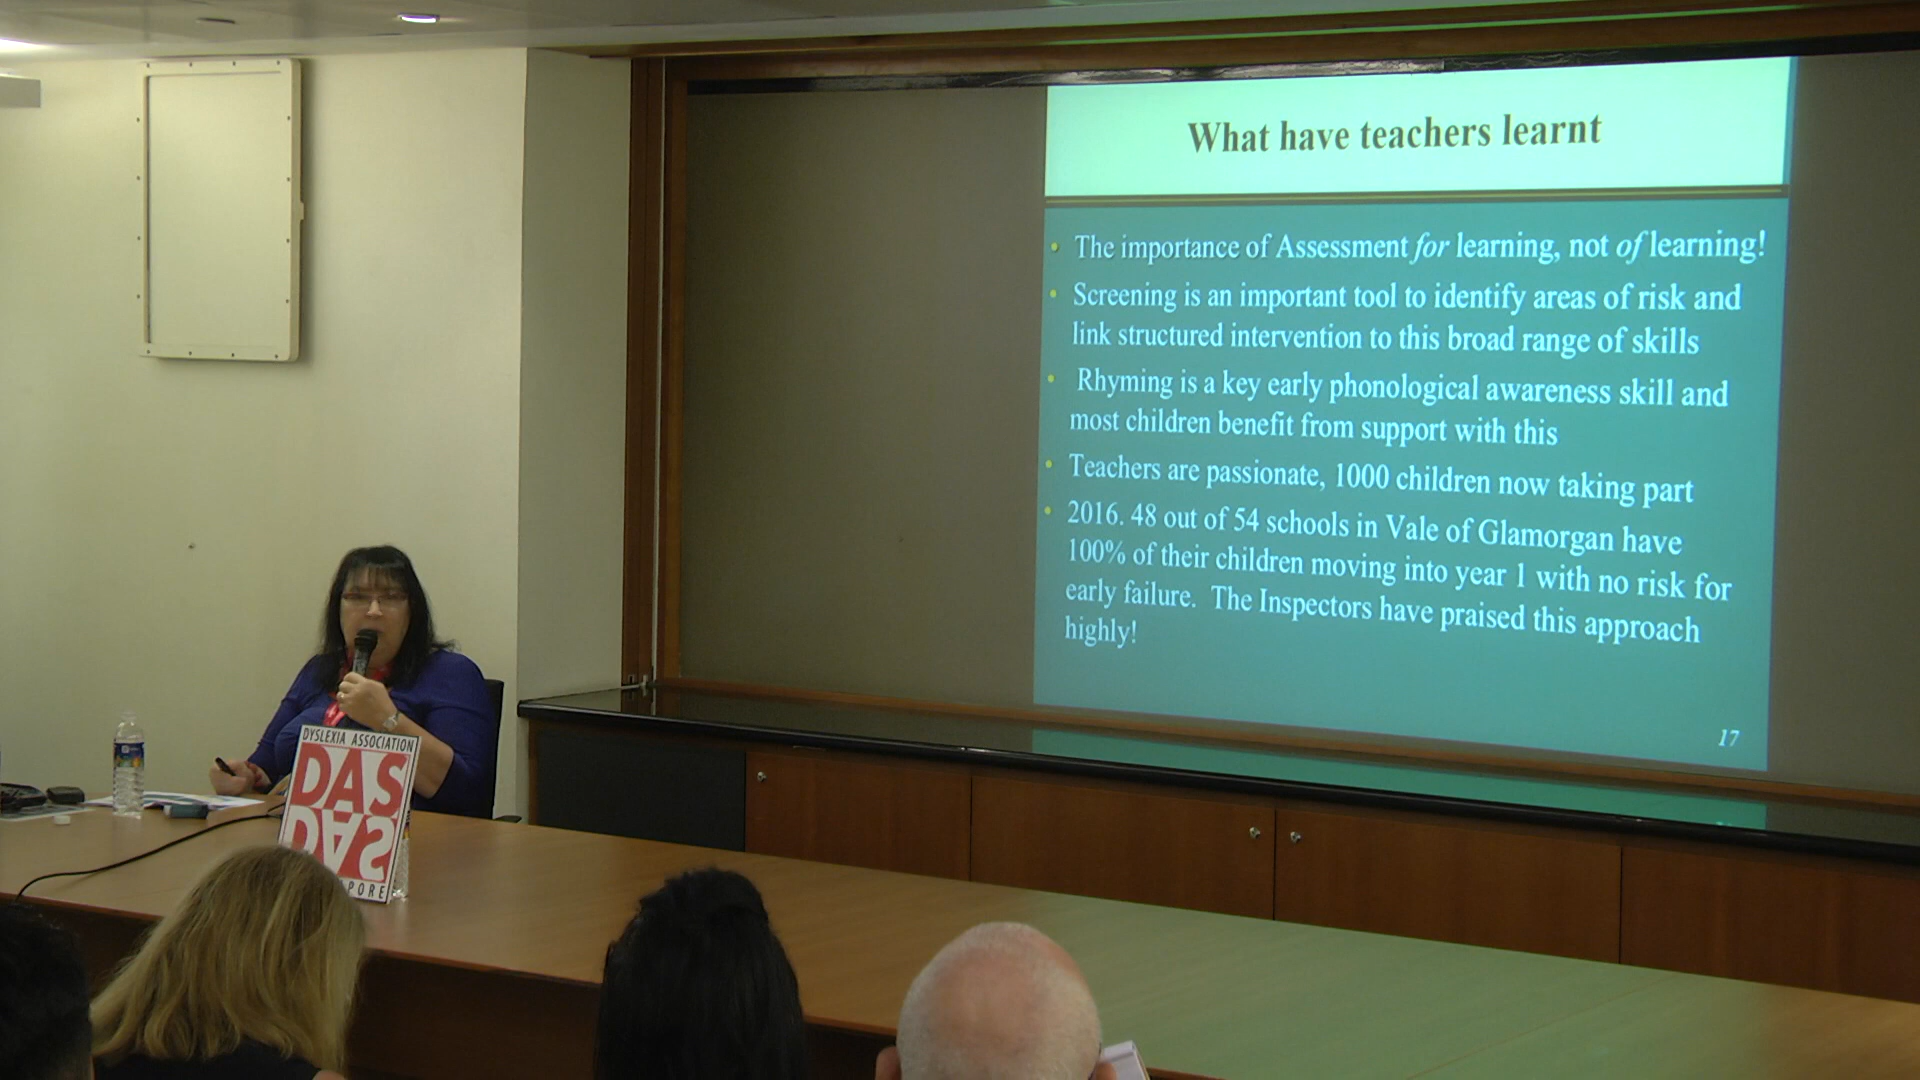 What have teachers learnt
• The importance of Assessment for learning, not of learning!
• Screening is an important tool to identify areas of risk and
link structured intervention to this broad range of skills
• Rhyming is a key early phonological awareness skill and
most children benefit from support with this
• Teachers are passionate, 1000 children now taking part
• 2016. 48 out of 54 schools in Vale of Glamorgan have
100% of their children moving into year 1 with no risk for
early failure. The Inspectors have praised this approach
highly!
17
DYSLEXIA ASSOCIATION
DAS
DAS
PORE